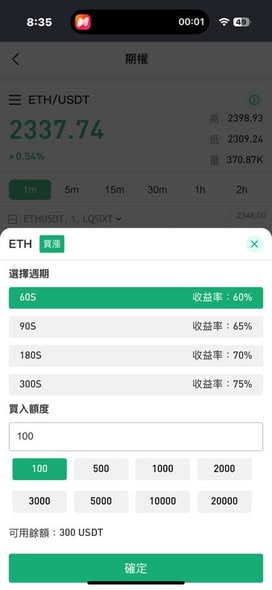 8:35
00:01
49
期權
ETH/USDT
2337.74
+0.54%
高 2398.93
低 2309.24
量 370.87K
1m 5m 15m 30m 1h 2h
ETHUSDT, 1, LQSIXT
2348.00
ETH 買漲
選擇週期
60S 收益率：60%
90S 收益率：65%
180S 收益率：70%
300S 收益率：75%
買入額度
100
100 500 1000 2000
3000 5000 10000 20000
可用餘額：300 USDT
確定